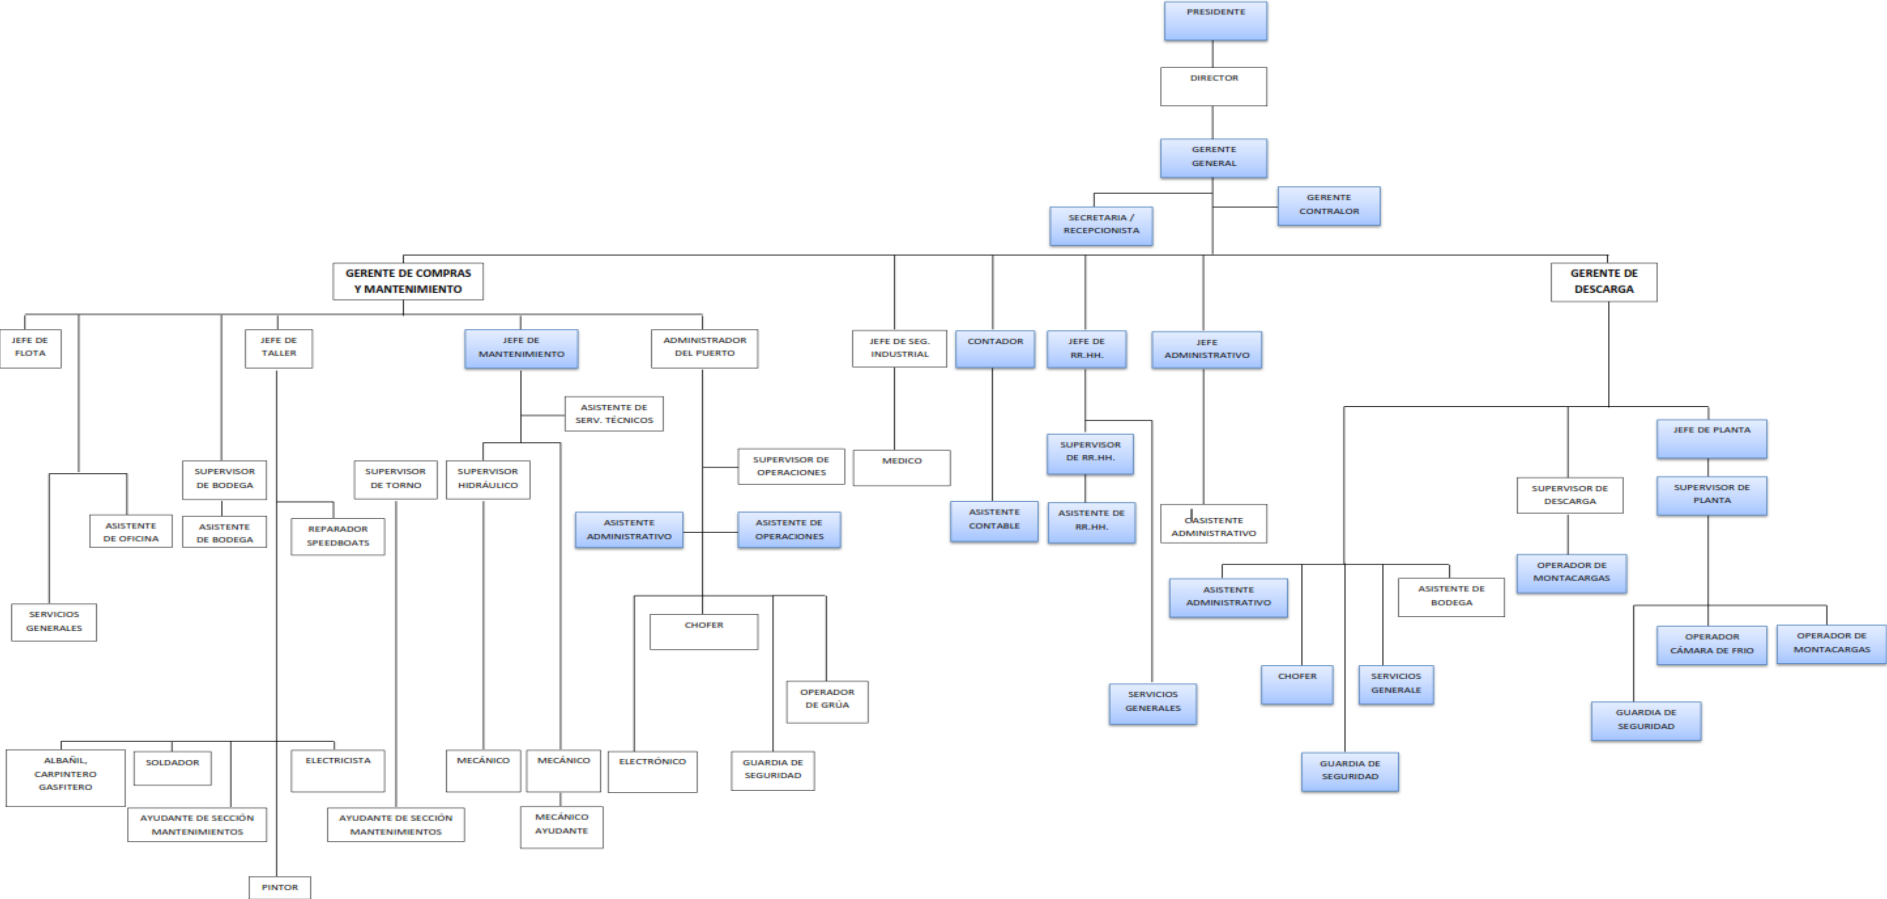 PRESIDENTE
DIRECTOR
GERENTE
GENERAL
GERENTE
CONTRALOR
SECRETARIA /
RECEPCIONISTA
GERENTE DE COMPRAS
Y MANTENIMIENTO
GERENTE DE
DESCARGA
JEFE DE
FLOTA
JEFE DE
TALLER
JEFE DE
MANTENIMIENTO
ADMINISTRADOR
DEL PUERTO
JEFE DE SEG.
INDUSTRIAL
CONTADOR
JEFE DE
RR.HH.
JEFE
ADMINISTRATIVO
ASISTENTE DE
SERV. TÉCNICOS
JEFE DE PLANTA
SUPERVISOR
DE BODEGA
SUPERVISOR
DE TORNO
SUPERVISOR
HIDRÁULICO
SUPERVISOR DE
OPERACIONES
MEDICO
SUPERVISOR
DE RR.HH.
SUPERVISOR DE
DESCARGA
SUPERVISOR DE
PLANTA
ASISTENTE
DE OFICINA
ASISTENTE
DE BODEGA
REPARADOR
SPEEDBOATS
ASISTENTE
ADMINISTRATIVO
ASISTENTE DE
OPERACIONES
ASISTENTE
CONTABLE
ASISTENTE DE
RR.HH.
ASISTENTE
ADMINISTRATIVO
OPERADOR DE
MONTACARGAS
ASISTENTE
ADMINISTRATIVO
ASISTENTE DE
BODEGA
SERVICIOS
GENERALES
CHOFER
OPERADOR
CÁMARA DE FRIO
OPERADOR DE
MONTACARGAS
OPERADOR
DE GRÚA
SERVICIOS
GENERALES
CHOFER
SERVICIOS
GENERALE
GUARDIA DE
SEGURIDAD
ALBAÑIL,
CARPINTERO
GASFITERO
SOLDADOR
ELECTRICISTA
MECÁNICO
MECÁNICO
ELECTRÓNICO
GUARDIA DE
SEGURIDAD
GUARDIA DE
SEGURIDAD
AYUDANTE DE SECCIÓN
MANTENIMIENTOS
AYUDANTE DE SECCIÓN
MANTENIMIENTOS
MECÁNICO
AYUDANTE
PINTOR